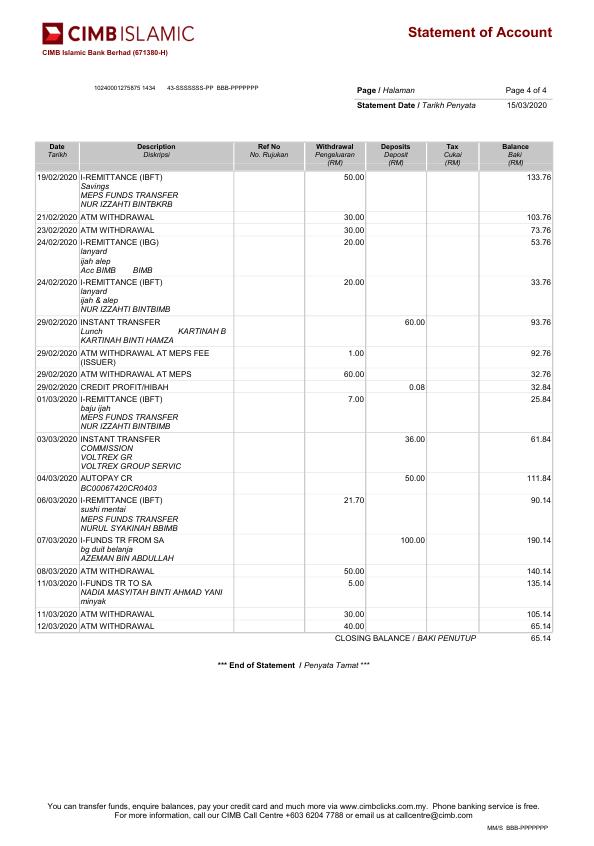 CIMB ISLAMIC
Statement of Account
CIMB Islamic Bank Berhad (671380-H)
10240001275875 1434 43-SSSSSSS-PP BBB-PPPPPPP
Page / Halaman Page 4 of 4
Statement Date / Tarikh Penyata 15/03/2020
Date Description Ref No Withdrawal Deposits Tax Balance
Tarikh Diskripsi No. Rujukan Pengeluaran Deposit Cukai Baki
(RM) (RM) (RM) (RM)
19/02/2020 I-REMITTANCE (IBFT) 50.00 133.76
Savings
MEPS FUNDS TRANSFER
NUR IZZAHTI BINTBKRB
21/02/2020 ATM WITHDRAWAL 30.00 103.76
23/02/2020 ATM WITHDRAWAL 30.00 73.76
24/02/2020 I-REMITTANCE (IBG) 20.00 53.76
lanyard
ijah alep
Acc BIMB BIMB
24/02/2020 I-REMITTANCE (IBFT) 20.00 33.76
lanyard
ijah & alep
NUR IZZAHTI BINTBIMB
29/02/2020 INSTANT TRANSFER 60.00 93.76
Lunch KARTINAH B
KARTINAH BINTI HAMZA
29/02/2020 ATM WITHDRAWAL AT MEPS FEE 1.00 92.76
(ISSUER)
29/02/2020 ATM WITHDRAWAL AT MEPS 60.00 32.76
29/02/2020 CREDIT PROFIT/HIBAH 0.08 32.84
01/03/2020 I-REMITTANCE (IBFT) 7.00 25.84
baju ijah
MEPS FUNDS TRANSFER
NUR IZZAHTI BINTBIMB
03/03/2020 INSTANT TRANSFER 36.00 61.84
COMMISSION
VOLTREX GR
VOLTREX GROUP SERVIC
04/03/2020 AUTOPAY CR 50.00 111.84
BC00067420CR0403
06/03/2020 I-REMITTANCE (IBFT) 21.70 90.14
sushi mentai
MEPS FUNDS TRANSFER
NURUL SYAKINAH BBIMB
07/03/2020 I-FUNDS TR FROM SA 100.00 190.14
bg duit belanja
AZEMAN BIN ABDULLAH
08/03/2020 ATM WITHDRAWAL 50.00 140.14
11/03/2020 I-FUNDS TR TO SA 5.00 135.14
NADIA MASYITAH BINTI AHMAD YANI
minyak
11/03/2020 ATM WITHDRAWAL 30.00 105.14
12/03/2020 ATM WITHDRAWAL 40.00 65.14
CLOSING BALANCE / BAKI PENUTUP 65.14
*** End of Statement / Penyata Tamat ***
You can transfer funds, enquire balances, pay your credit and much more via www.cimbclicks.com.my. Phone banking service is free.
For more information, call our CIMB Call Centre +603 6204 7788 or email us at callcentre@cimb.com
MM/S BBB-PPPPPPP